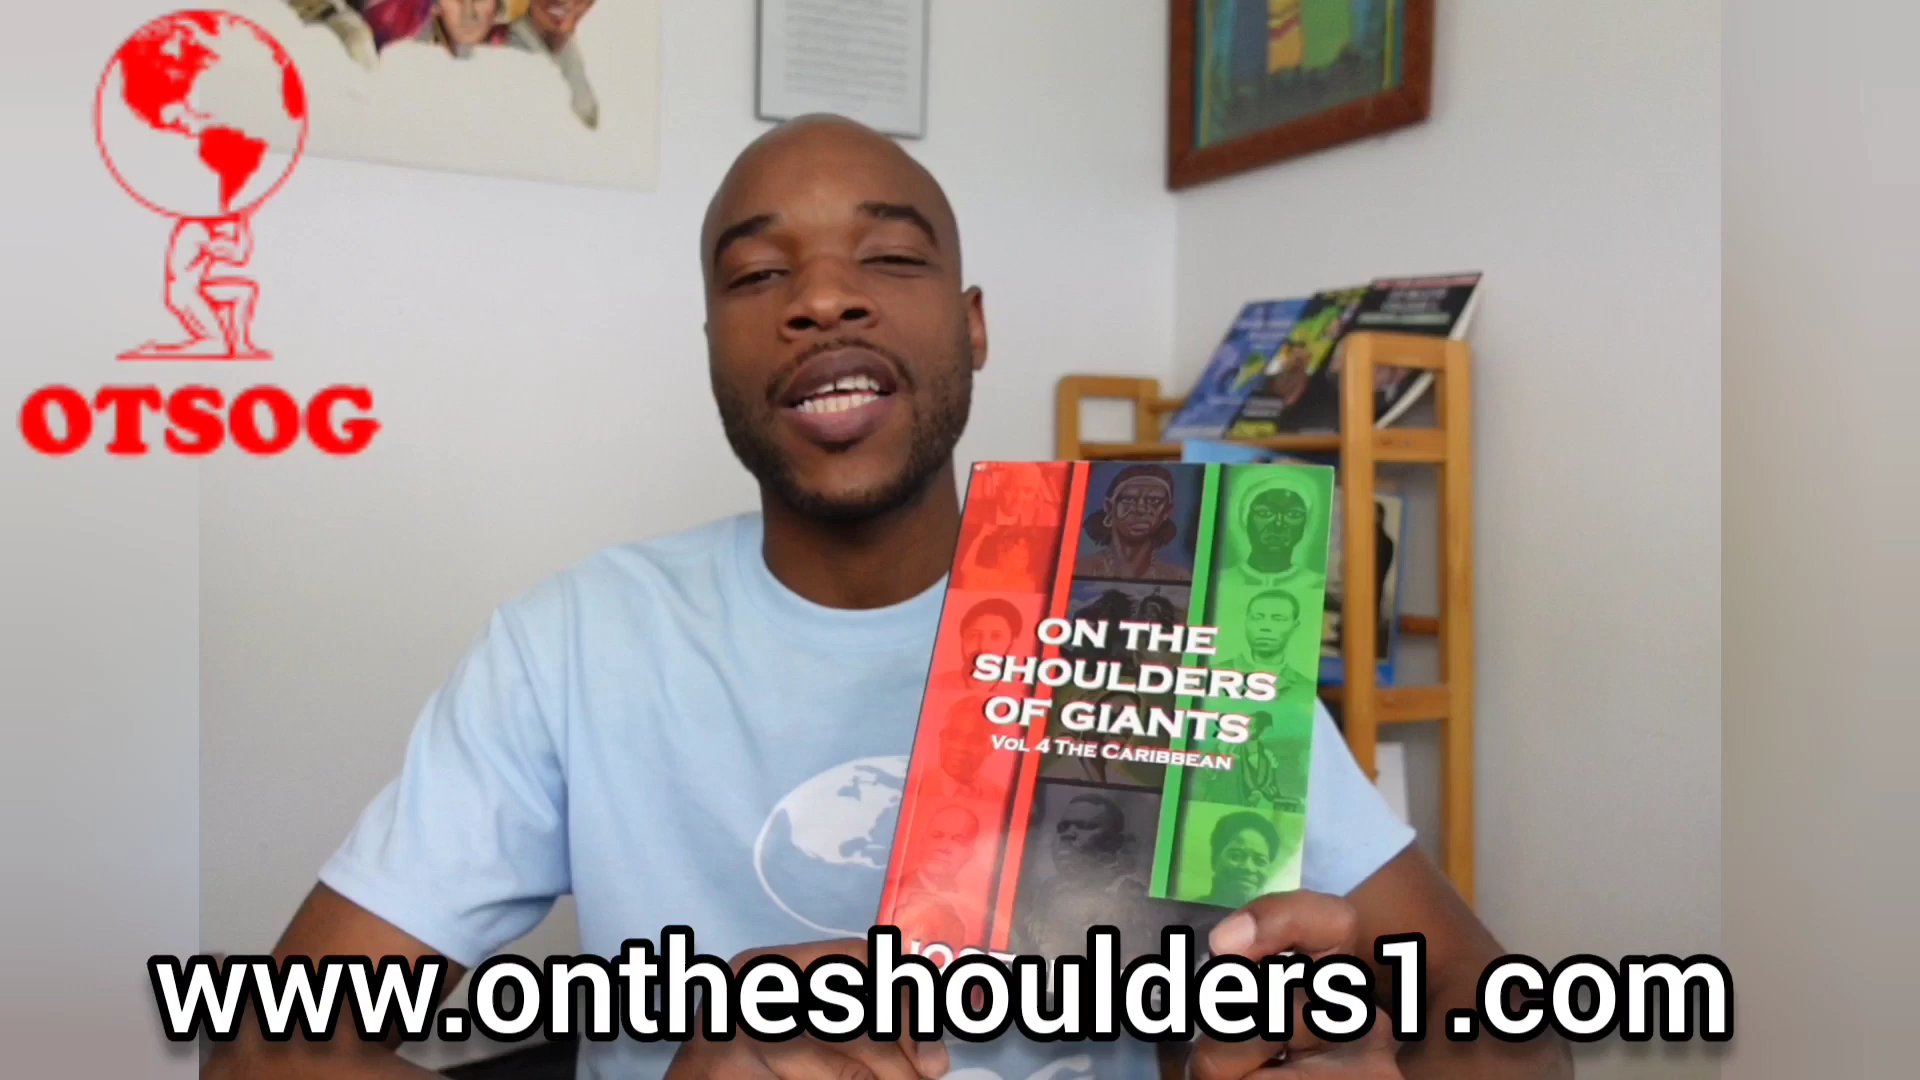 OTSOG
ON THE
SHOULDERS
OF GIANTS
VOL 4 THE CARIBBEAN
www.ontheshoulders1.com